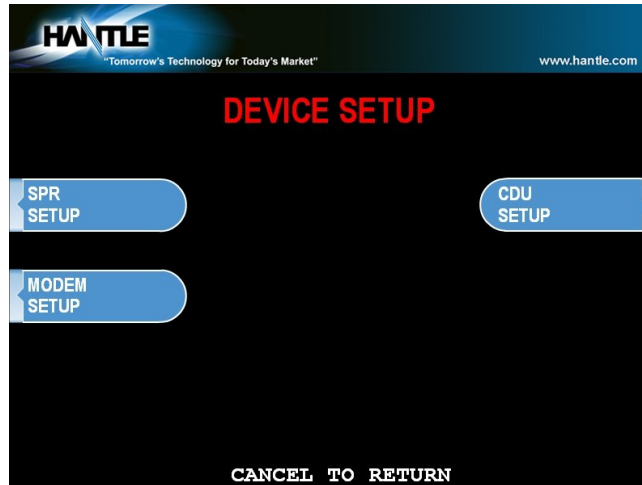 HANTLE
"Tomorrow's Technology for Today's Market"
www.hantle.com
DEVICE SETUP
SPR
SETUP
CDU
SETUP
MODEM
SETUP
CANCEL TO RETURN